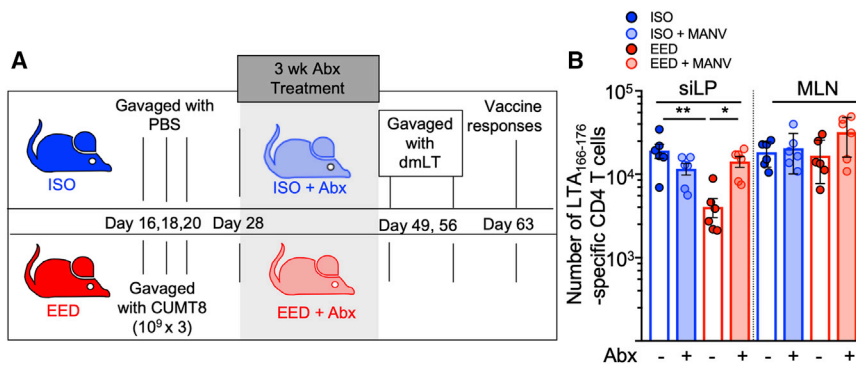 A
3 wk Abx
Treatment
Gavaged with
PBS
Gavaged
with
dmLT
Vaccine
responses
ISO
ISO + Abx
Day 16,18,20 Day 28 Day 49, 56 Day 63
EED
Gavaged
with CUMT8
(10⁹ x 3)
EED + Abx
B
ISO
ISO + MANV
EED
EED + MANV
siLP MLN
** *
Number of LTA₁₆₆₋₁₇₆
-specific CD4 T cells
10⁵
10⁴
10³
Abx - + - + - + - +